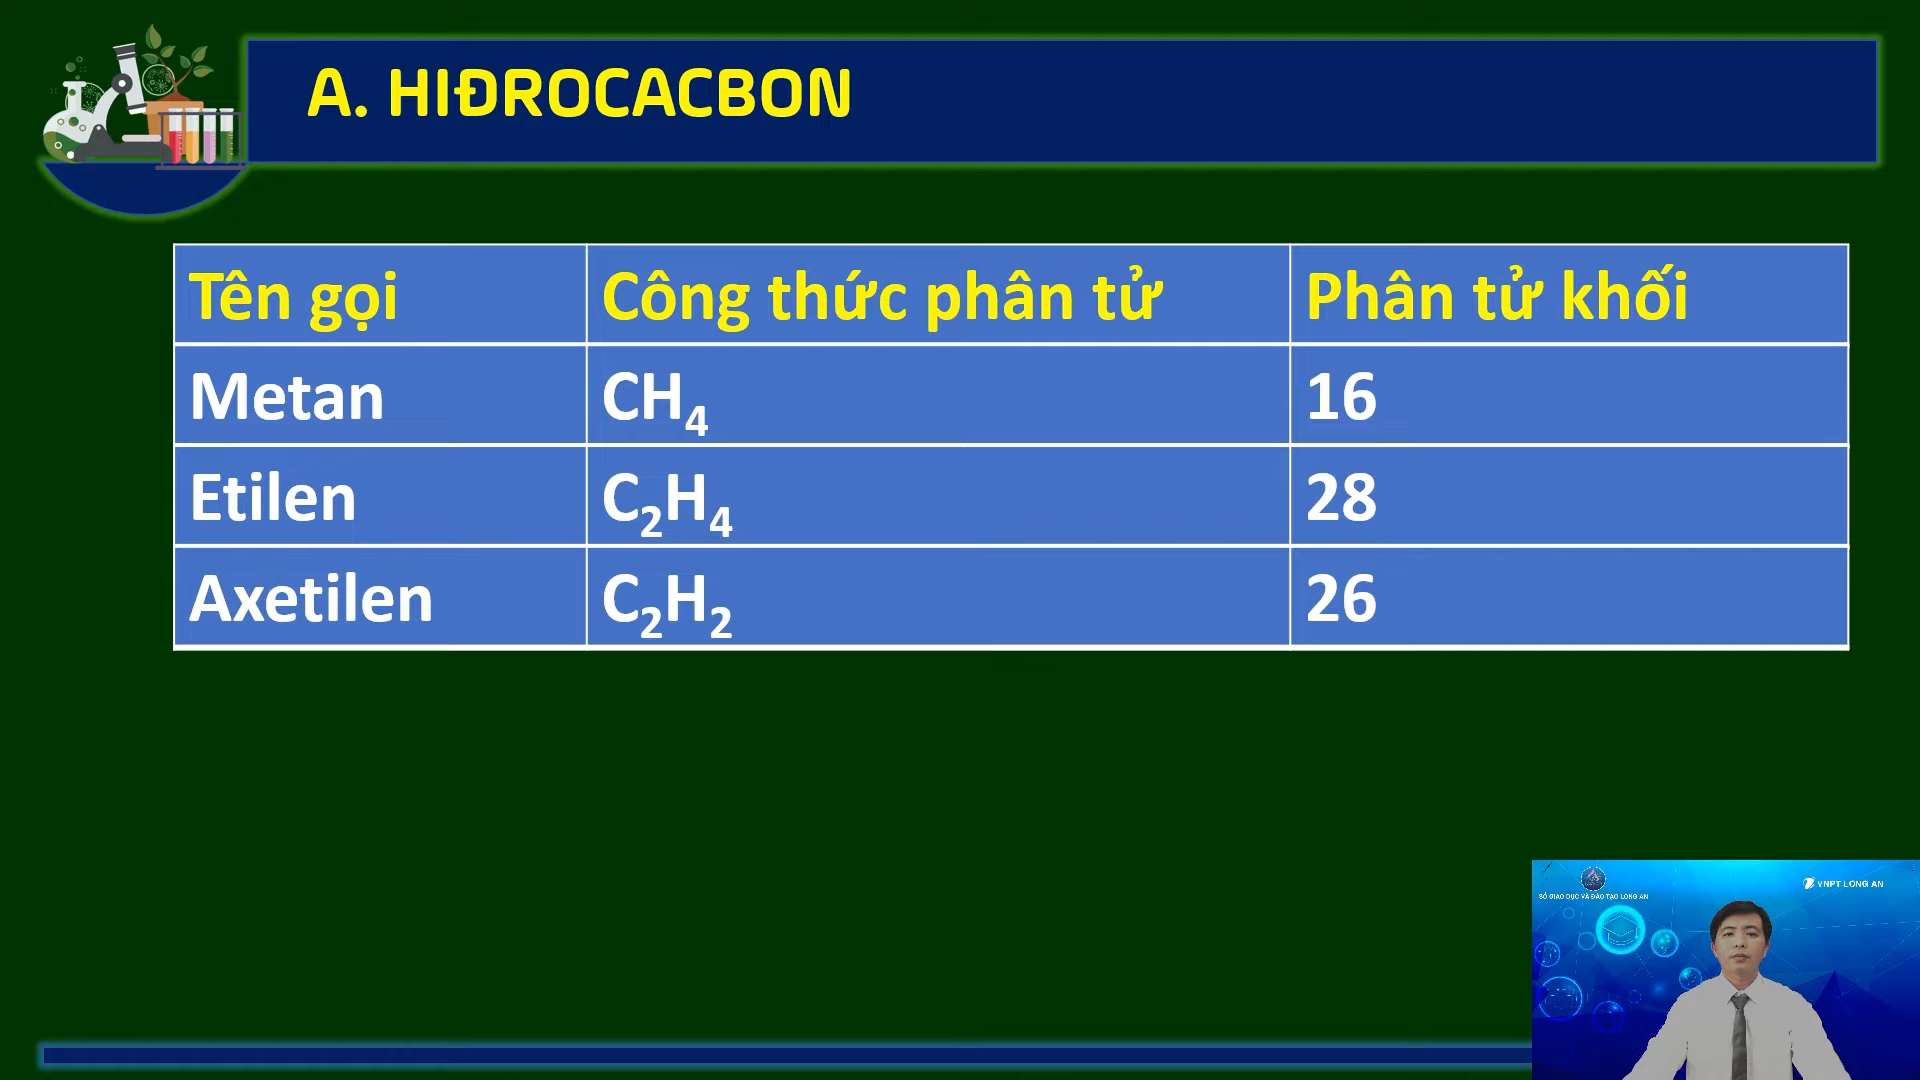 A. HIĐROCACBON
Tên gọi Công thức phân tử Phân tử khối
Metan CH₄ 16
Etilen C₂H₄ 28
Axetilen C₂H₂ 26
SỞ GIÁO DỤC VÀ ĐÀO TẠO LONG AN
VNPT LONG AN